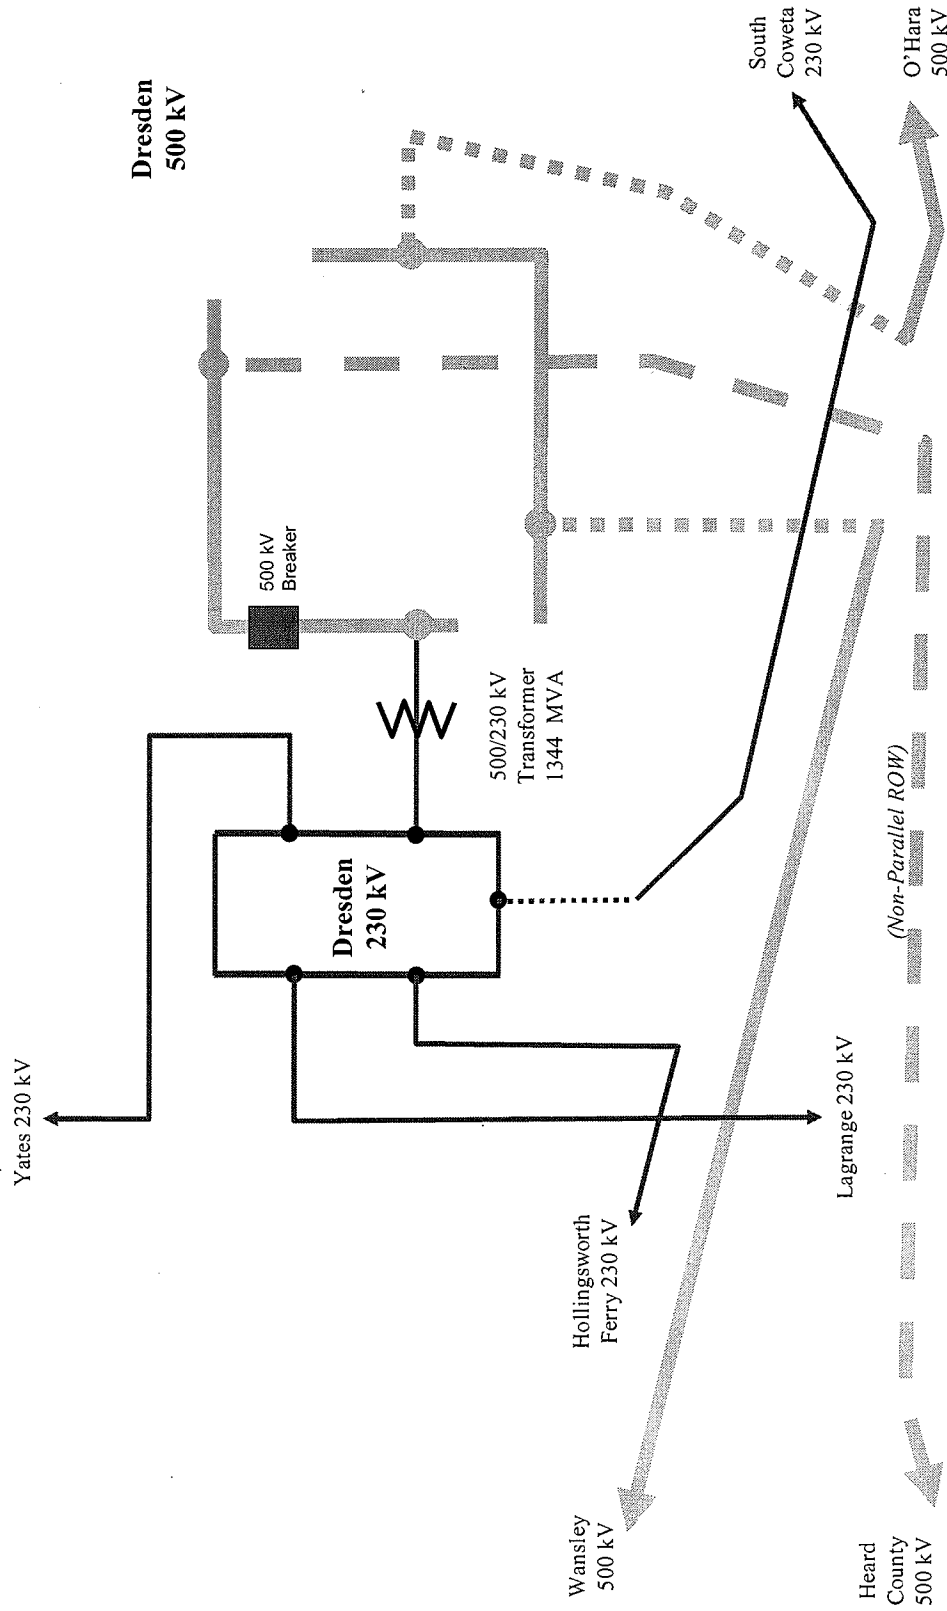 Dresden
500 kV
South
Coweta
230 kV
O'Hara
500 kV
500 kV
Breaker
500/230 kV
Transformer
1344 MVA
Dresden
230 kV
(Non-Parallel ROW)
Yates 230 kV
Lagrange 230 kV
Hollingsworth
Ferry 230 kV
Wansley
500 kV
Heard
County
500 kV